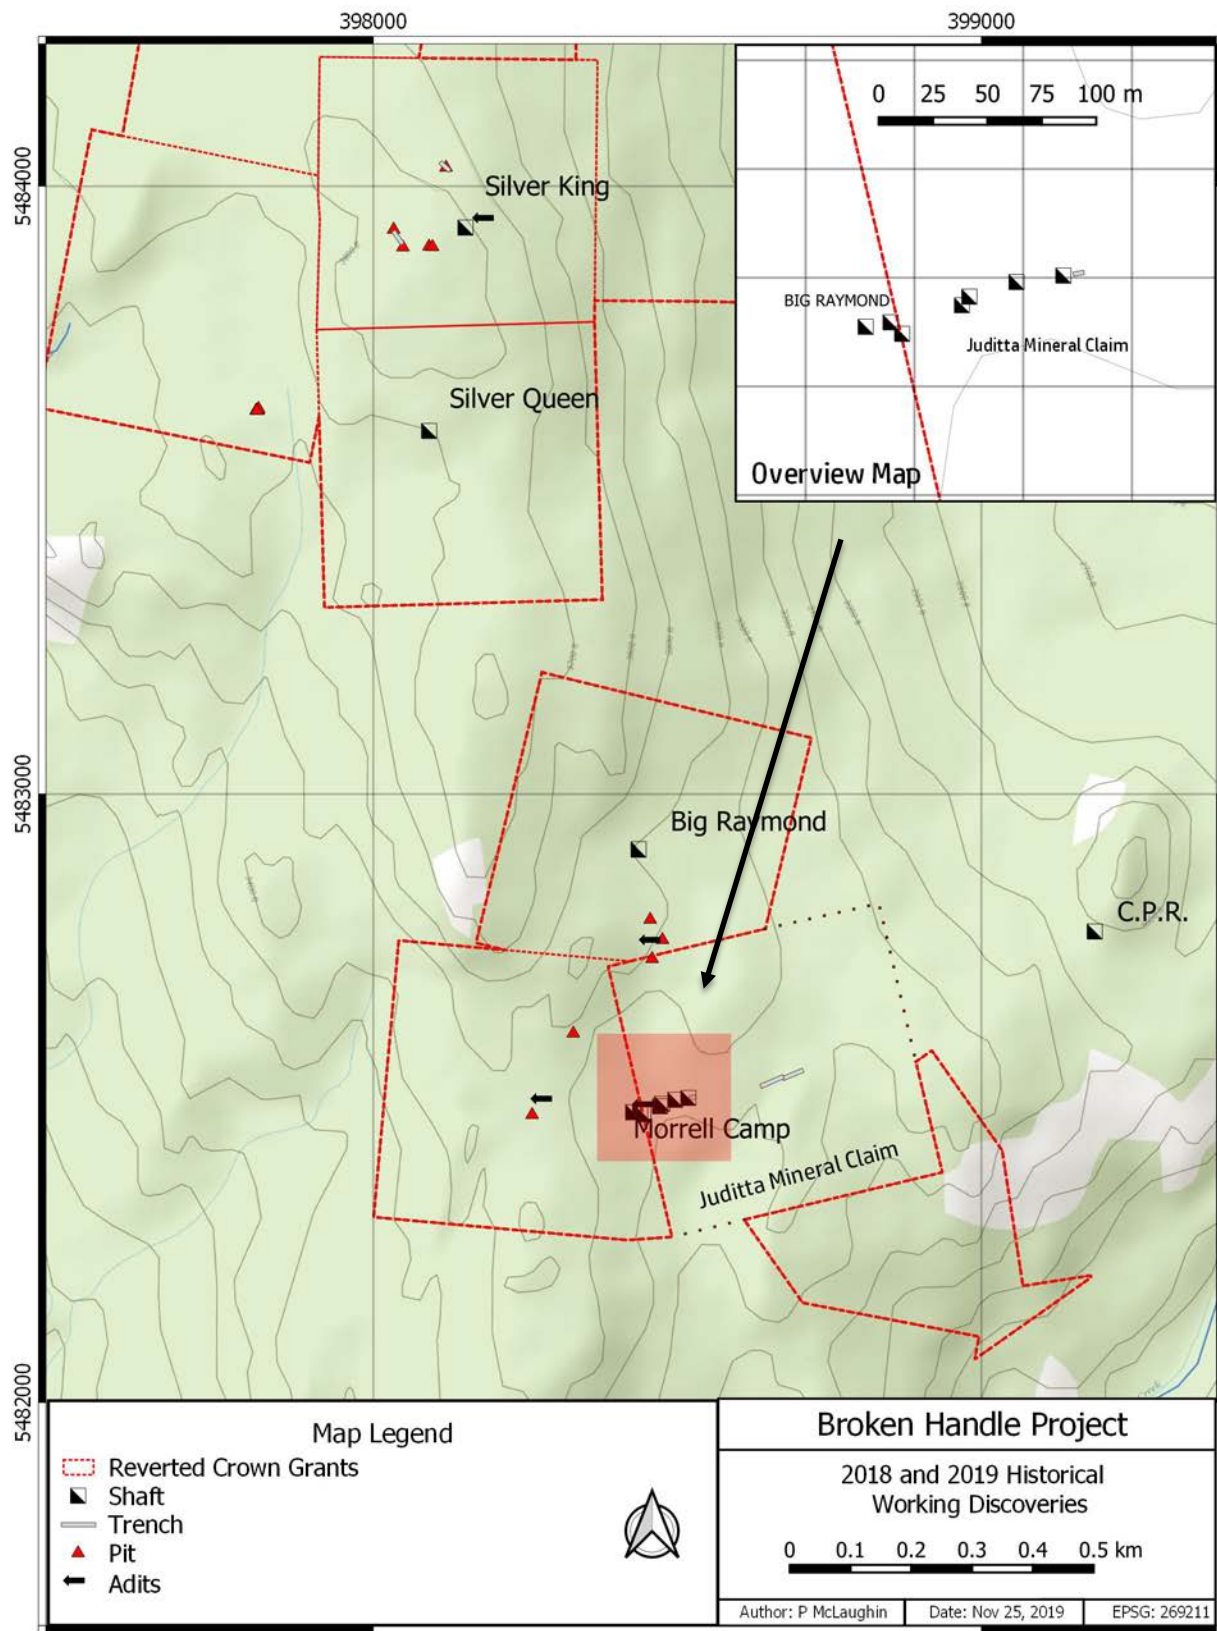 398000
399000
5484000
5483000
5482000
0 25 50 75 100 m
BIG RAYMOND
Juditta Mineral Claim
Overview Map
Silver King
Silver Queen
Big Raymond
C.P.R.
Morrell Camp
Juditta Mineral Claim
Map Legend
Reverted Crown Grants
Shaft
Trench
Pit
Adits
Broken Handle Project
2018 and 2019 Historical
Working Discoveries
0 0.1 0.2 0.3 0.4 0.5 km
Author: P McLaughin
Date: Nov 25, 2019
EPSG: 269211